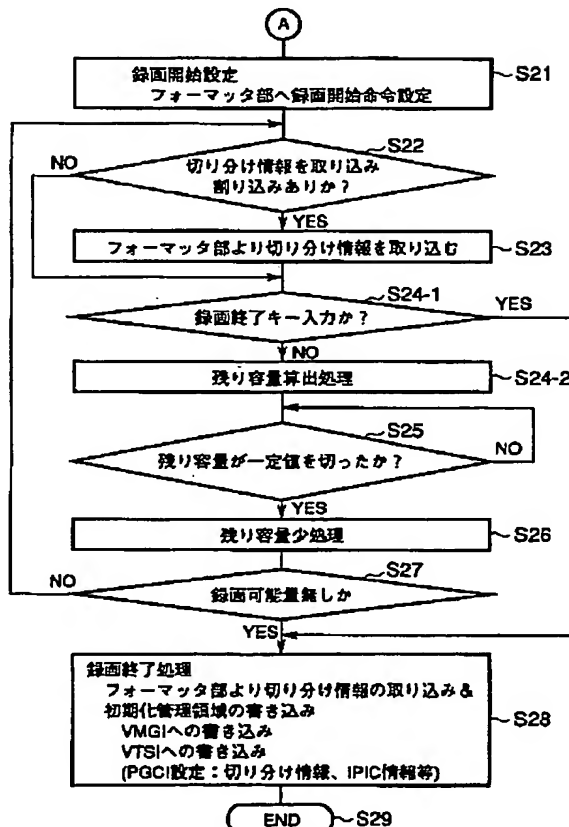 A
録画開始設定
フォーマッタ部へ録画開始命令設定
S21
S22
NO
切り分け情報を取り込み
割り込みありか？
YES
フォーマッタ部より切り分け情報を取り込む
S23
S24-1
YES
録画終了キー入力か？
NO
残り容量算出処理
S24-2
S25
NO
残り容量が一定値を切ったか？
YES
残り容量少処理
S26
S27
NO
録画可能量無しか
YES
録画終了処理
フォーマッタ部より切り分け情報の取り込み＆
初期化管理領域の書き込み
VMGIへの書き込み
VTSIへの書き込み
(PGCI設定：切り分け情報、IPIC情報等)
S28
END
S29